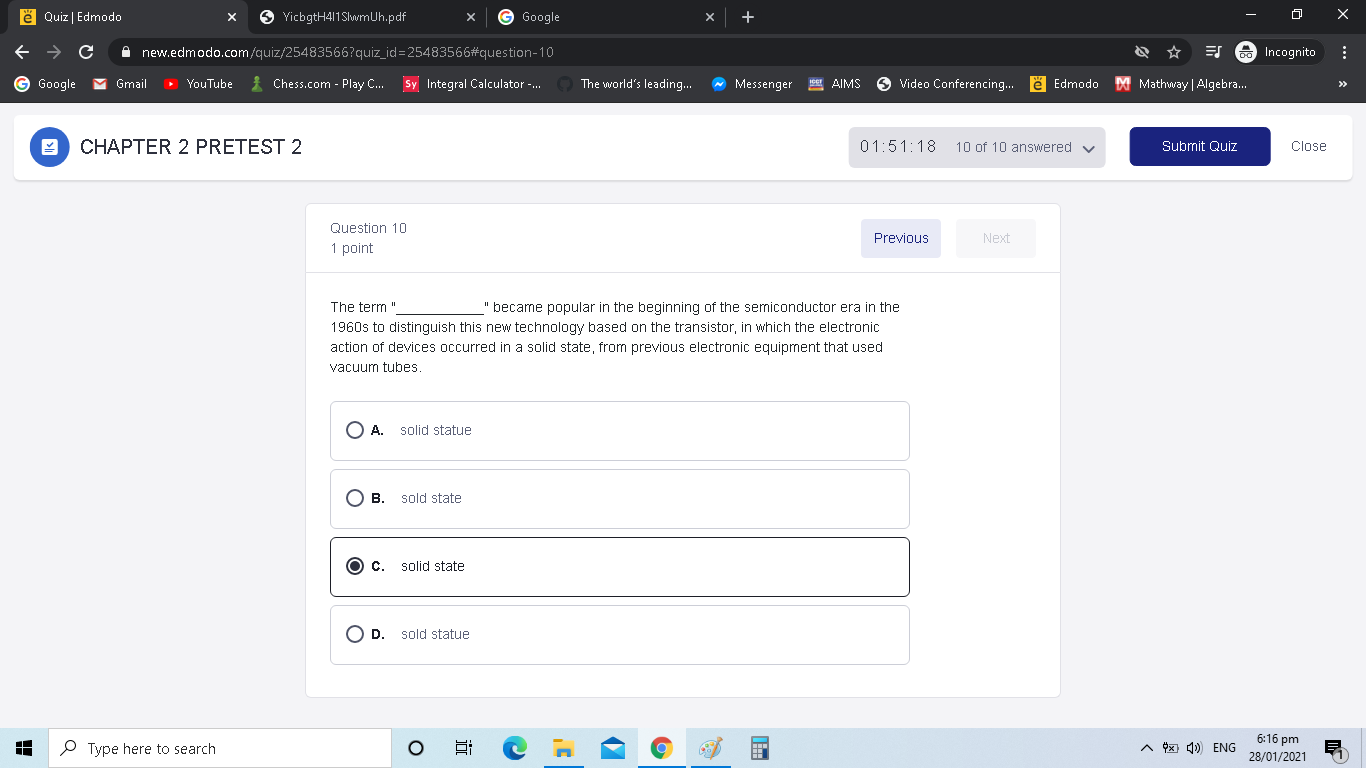 Quiz | Edmodo
YicbgtH4l1SlwmUh.pdf
Google
new.edmodo.com/quiz/25483566?quiz_id=25483566#question-10
Incognito
Google
Gmail
YouTube
Chess.com - Play C...
Sy
Integral Calculator -...
The world's leading...
Messenger
AIMS
Video Conferencing...
Edmodo
Mathway | Algebra...
»
CHAPTER 2 PRETEST 2
01:51:18 10 of 10 answered
Submit Quiz
Close
Question 10
1 point
Previous
Next
The term "____________" became popular in the beginning of the semiconductor era in the
1960s to distinguish this new technology based on the transistor, in which the electronic
action of devices occurred in a solid state, from previous electronic equipment that used
vacuum tubes.
A. solid statue
B. sold state
C. solid state
D. sold statue
Type here to search
ENG
6:16 pm
28/01/2021
1